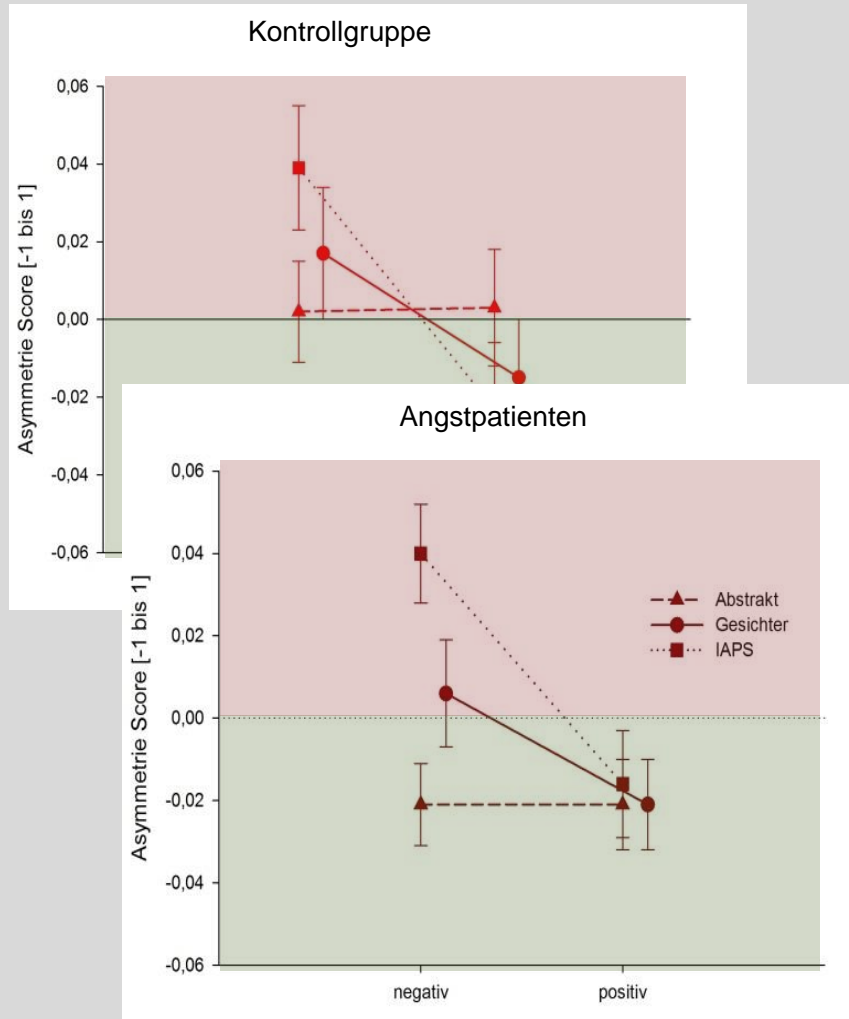 Kontrollgruppe
Asymmetrie Score [-1 bis 1]
0,06
0,04
0,02
0,00
-0,02
-0,04
-0,06
Angstpatienten
Asymmetrie Score [-1 bis 1]
0,06
0,04
0,02
0,00
-0,02
-0,04
-0,06
Abstrakt
Gesichter
IAPS
negativ
positiv